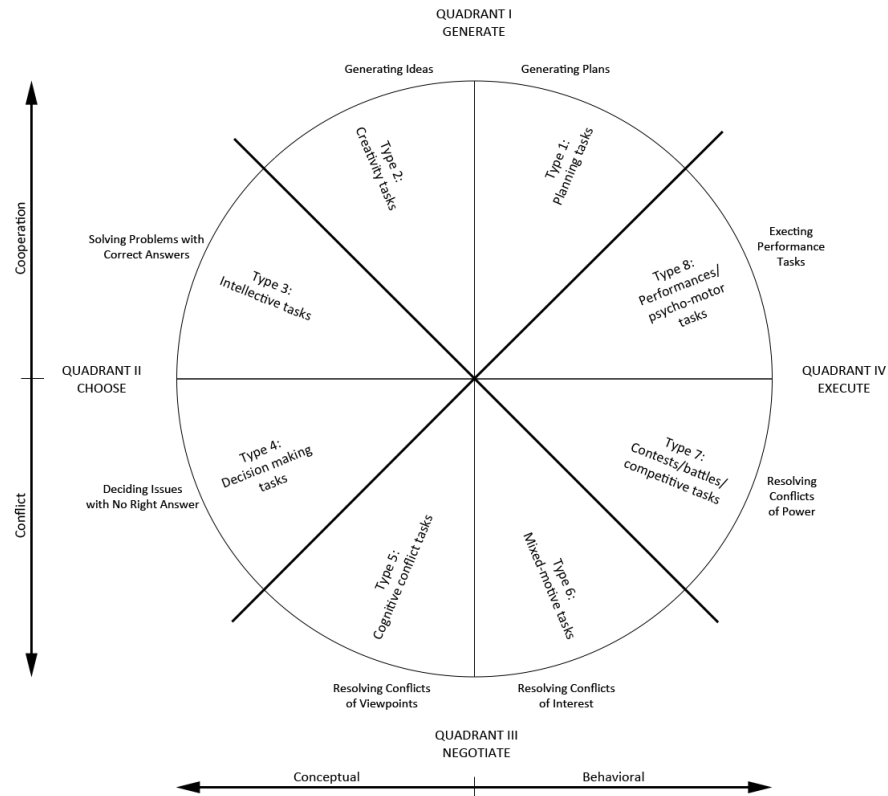 QUADRANT I
GENERATE
Generating Ideas
Generating Plans
Type 2:
Creativity tasks
Type 1:
Planning tasks
Cooperation
Solving Problems with
Correct Answers
Execting
Performance
Tasks
Type 3:
Intellective tasks
Type 8:
Performances/
psycho-motor
tasks
QUADRANT II
CHOOSE
QUADRANT IV
EXECUTE
Conflict
Type 4:
Decision making
tasks
Type 7:
Contests/battles/
competitive tasks
Deciding Issues
with No Right Answer
Resolving
Conflicts
of Power
Type 5:
Cognitive conflict tasks
Type 6:
Mixed-motive tasks
Resolving Conflicts
of Viewpoints
Resolving Conflicts
of Interest
QUADRANT III
NEGOTIATE
Conceptual
Behavioral